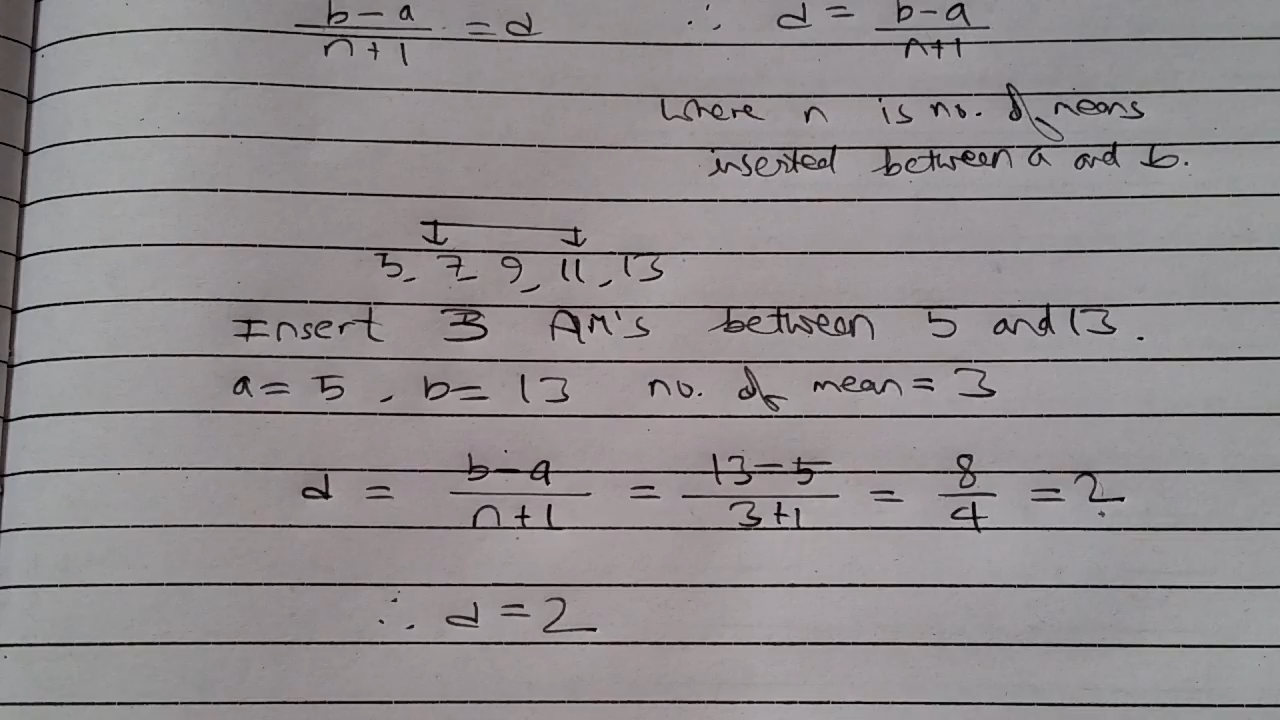 b-a/n+1 = d ∴ d = b-a/n+1
where n is no. of means
inserted between a and b.
5, 7 9, 11, 13
Insert 3 AM's between 5 and 13.
a = 5, b = 13 no. of mean = 3
d = b-a/n+1 = 13-5/3+1 = 8/4 = 2
∴ d = 2